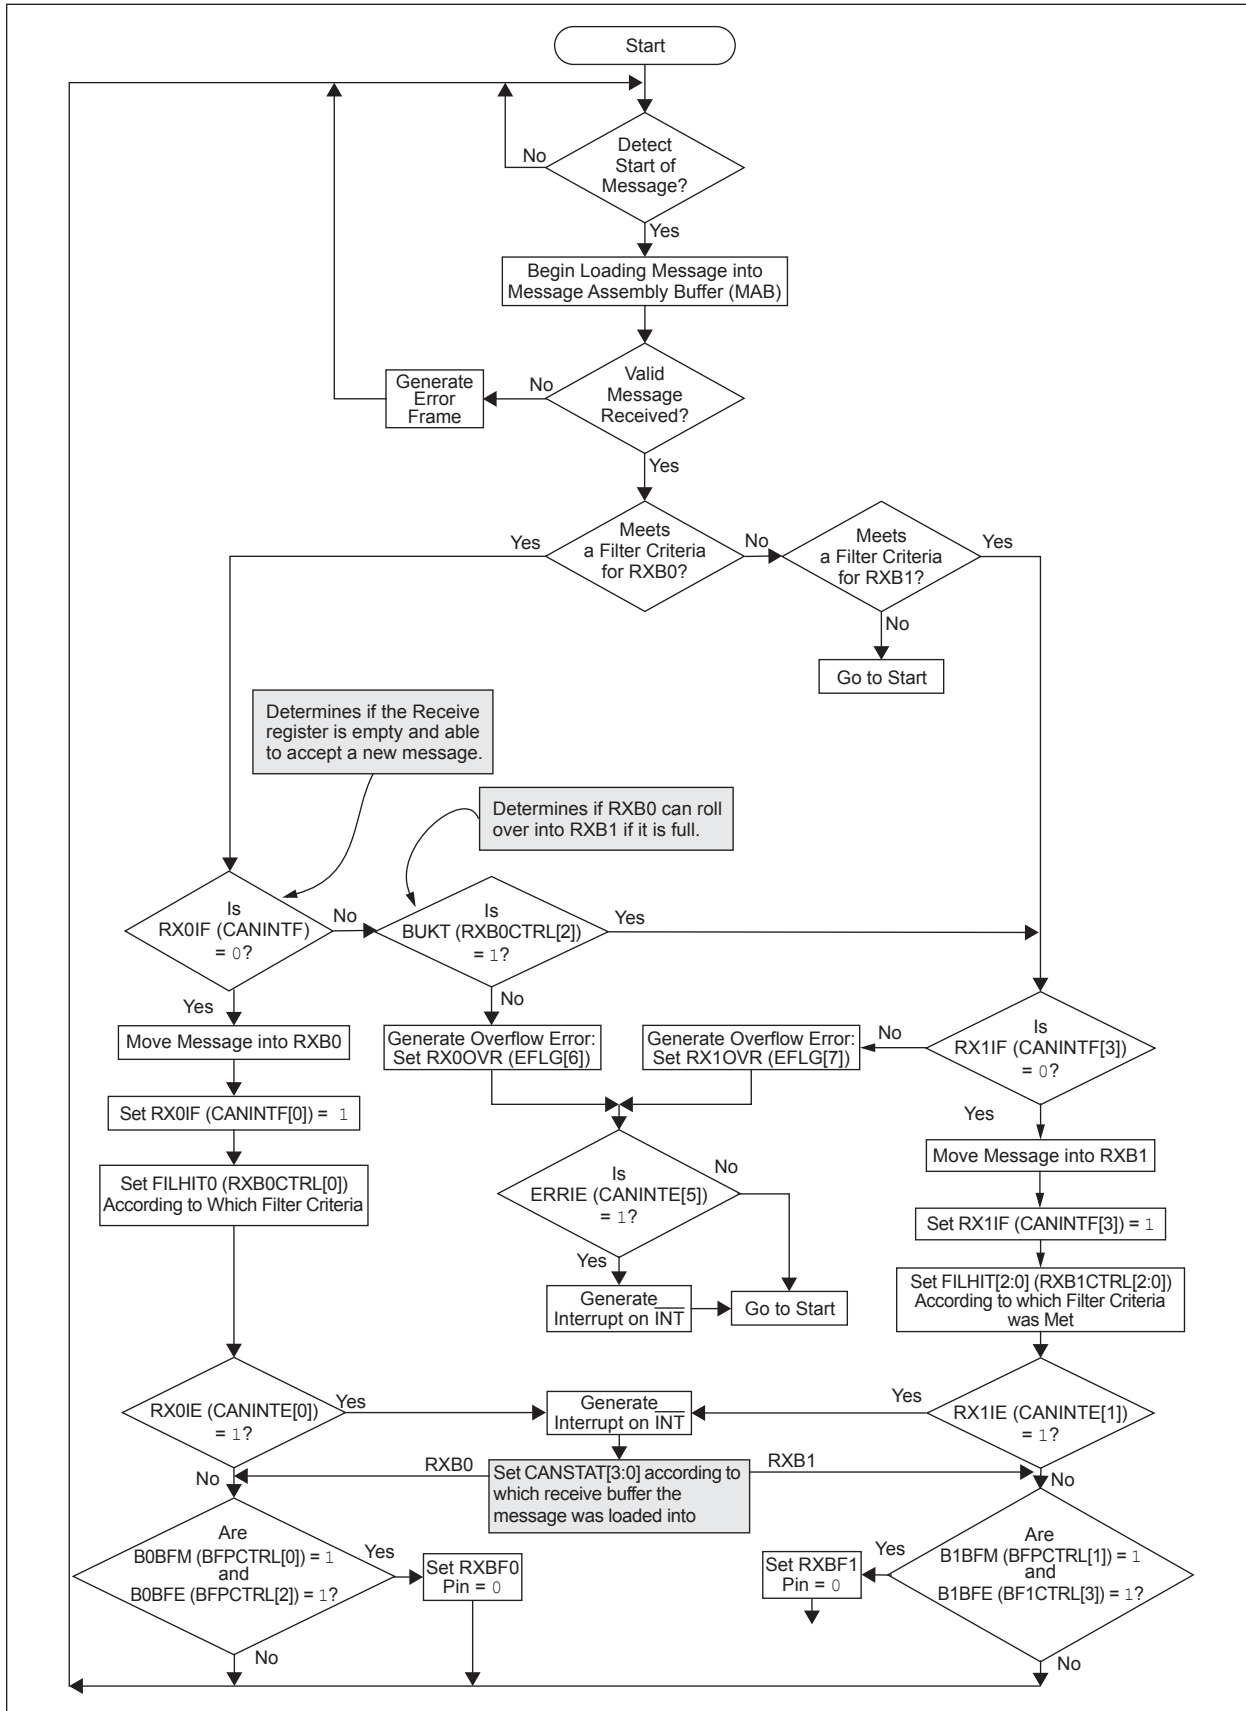 Start
Detect
Start of
Message?
No
Yes
Begin Loading Message into
Message Assembly Buffer (MAB)
Valid
Message
Received?
No
Generate
Error
Frame
Yes
Meets
a Filter Criteria
for RXB0?
Yes
No
Meets
a Filter Criteria
for RXB1?
Yes
No
Go to Start
Determines if the Receive
register is empty and able
to accept a new message.
Determines if RXB0 can roll
over into RXB1 if it is full.
Is
RX0IF (CANINTF)
= 0?
No
Is
BUKT (RXB0CTRL[2])
= 1?
Yes
Yes
No
Move Message into RXB0
Generate Overflow Error:
Set RX0OVR (EFLG[6])
Generate Overflow Error:
Set RX1OVR (EFLG[7])
No
Is
RX1IF (CANINTF[3])
= 0?
Yes
Set RX0IF (CANINTF[0]) = 1
Move Message into RXB1
Set FILHIT0 (RXB0CTRL[0])
According to Which Filter Criteria
Is
ERRIE (CANINTE[5])
= 1?
No
Yes
Set RX1IF (CANINTF[3]) = 1
Generate
Interrupt on INT
Go to Start
Set FILHIT[2:0] (RXB1CTRL[2:0])
According to which Filter Criteria
was Met
RX0IE (CANINTE[0])
= 1?
Yes
Generate
Interrupt on INT
Yes
RX1IE (CANINTE[1])
= 1?
No
RXB0
Set CANSTAT[3:0] according to
which receive buffer the
message was loaded into
RXB1
No
Are
B0BFM (BFPCTRL[0]) = 1
and
B0BFE (BFPCTRL[2]) = 1?
Yes
Set RXBF0
Pin = 0
Set RXBF1
Pin = 0
Yes
Are
B1BFM (BFPCTRL[1]) = 1
and
B1BFE (BF1CTRL[3]) = 1?
No
No